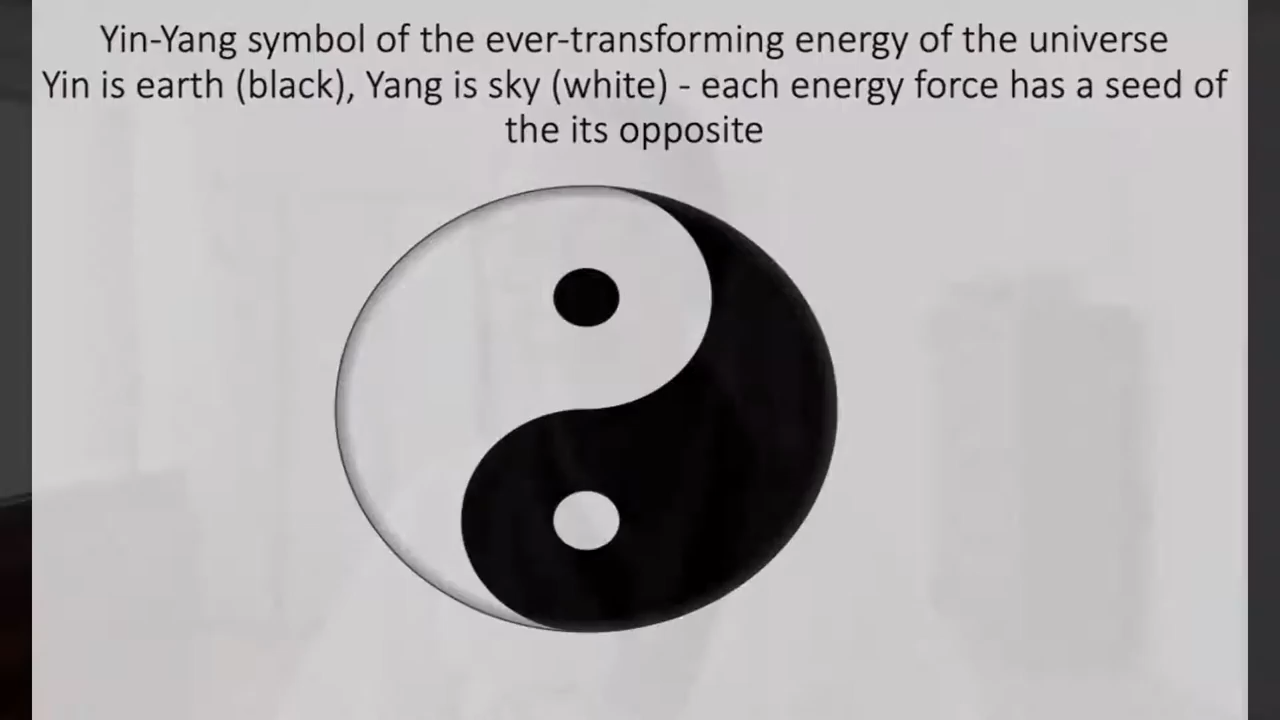 Yin-Yang symbol of the ever-transforming energy of the universe
Yin is earth (black), Yang is sky (white) - each energy force has a seed of
the its opposite